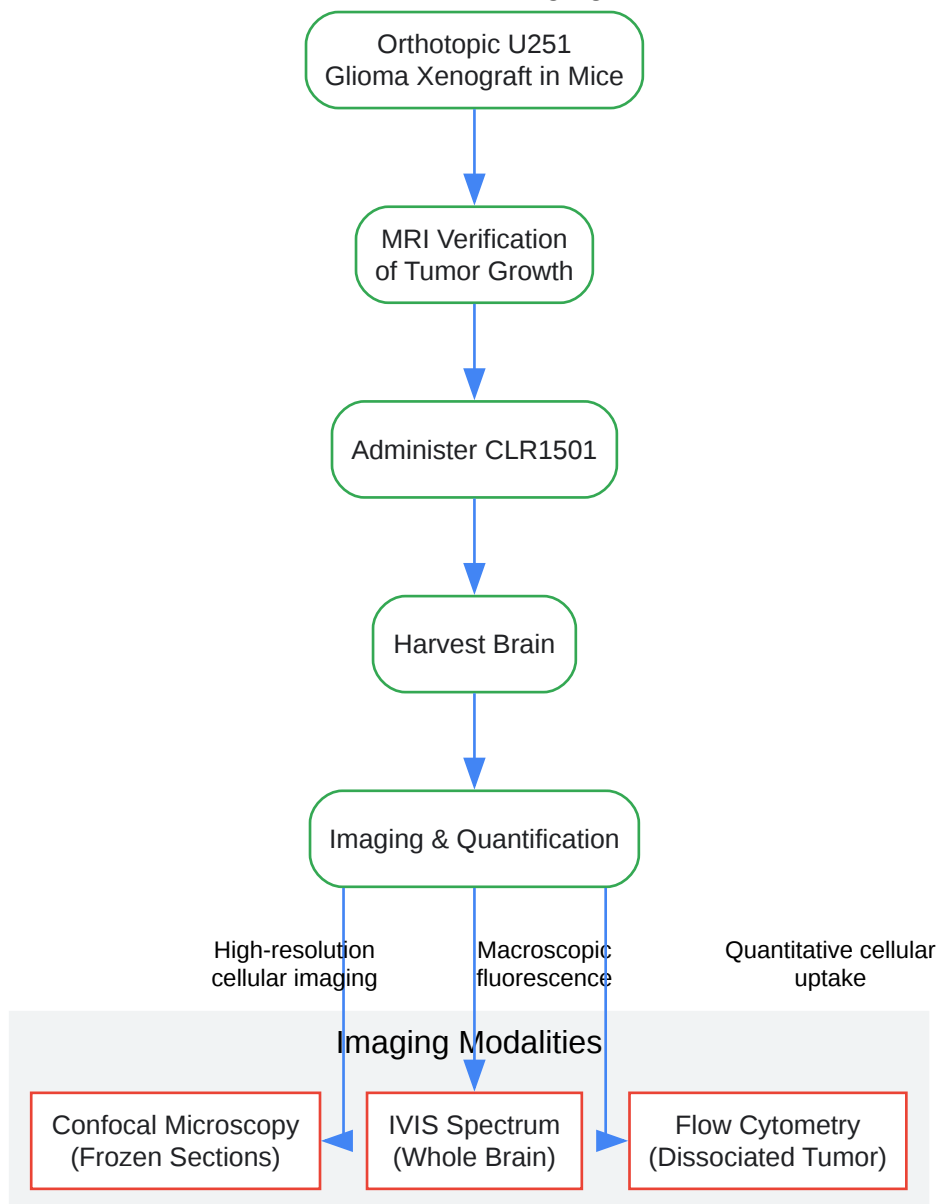 Orthotopic U251
Glioma Xenograft in Mice
MRI Verification
of Tumor Growth
Administer CLR1501
Harvest Brain
Imaging & Quantification
High-resolution
cellular imaging
Macroscopic
fluorescence
Quantitative cellular
uptake
Imaging Modalities
Confocal Microscopy
(Frozen Sections)
IVIS Spectrum
(Whole Brain)
Flow Cytometry
(Dissociated Tumor)